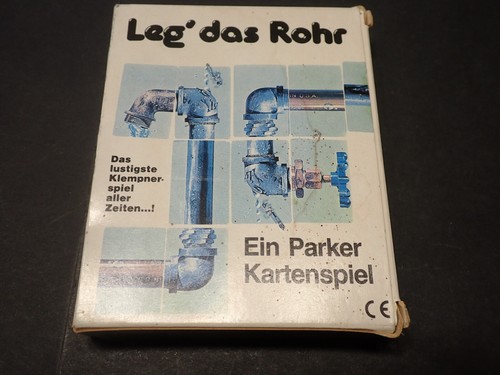 Leg' das Rohr
Das
lustigste
Klempner-
spiel
aller
Zeiten...!
Ein Parker
Kartenspiel
CE